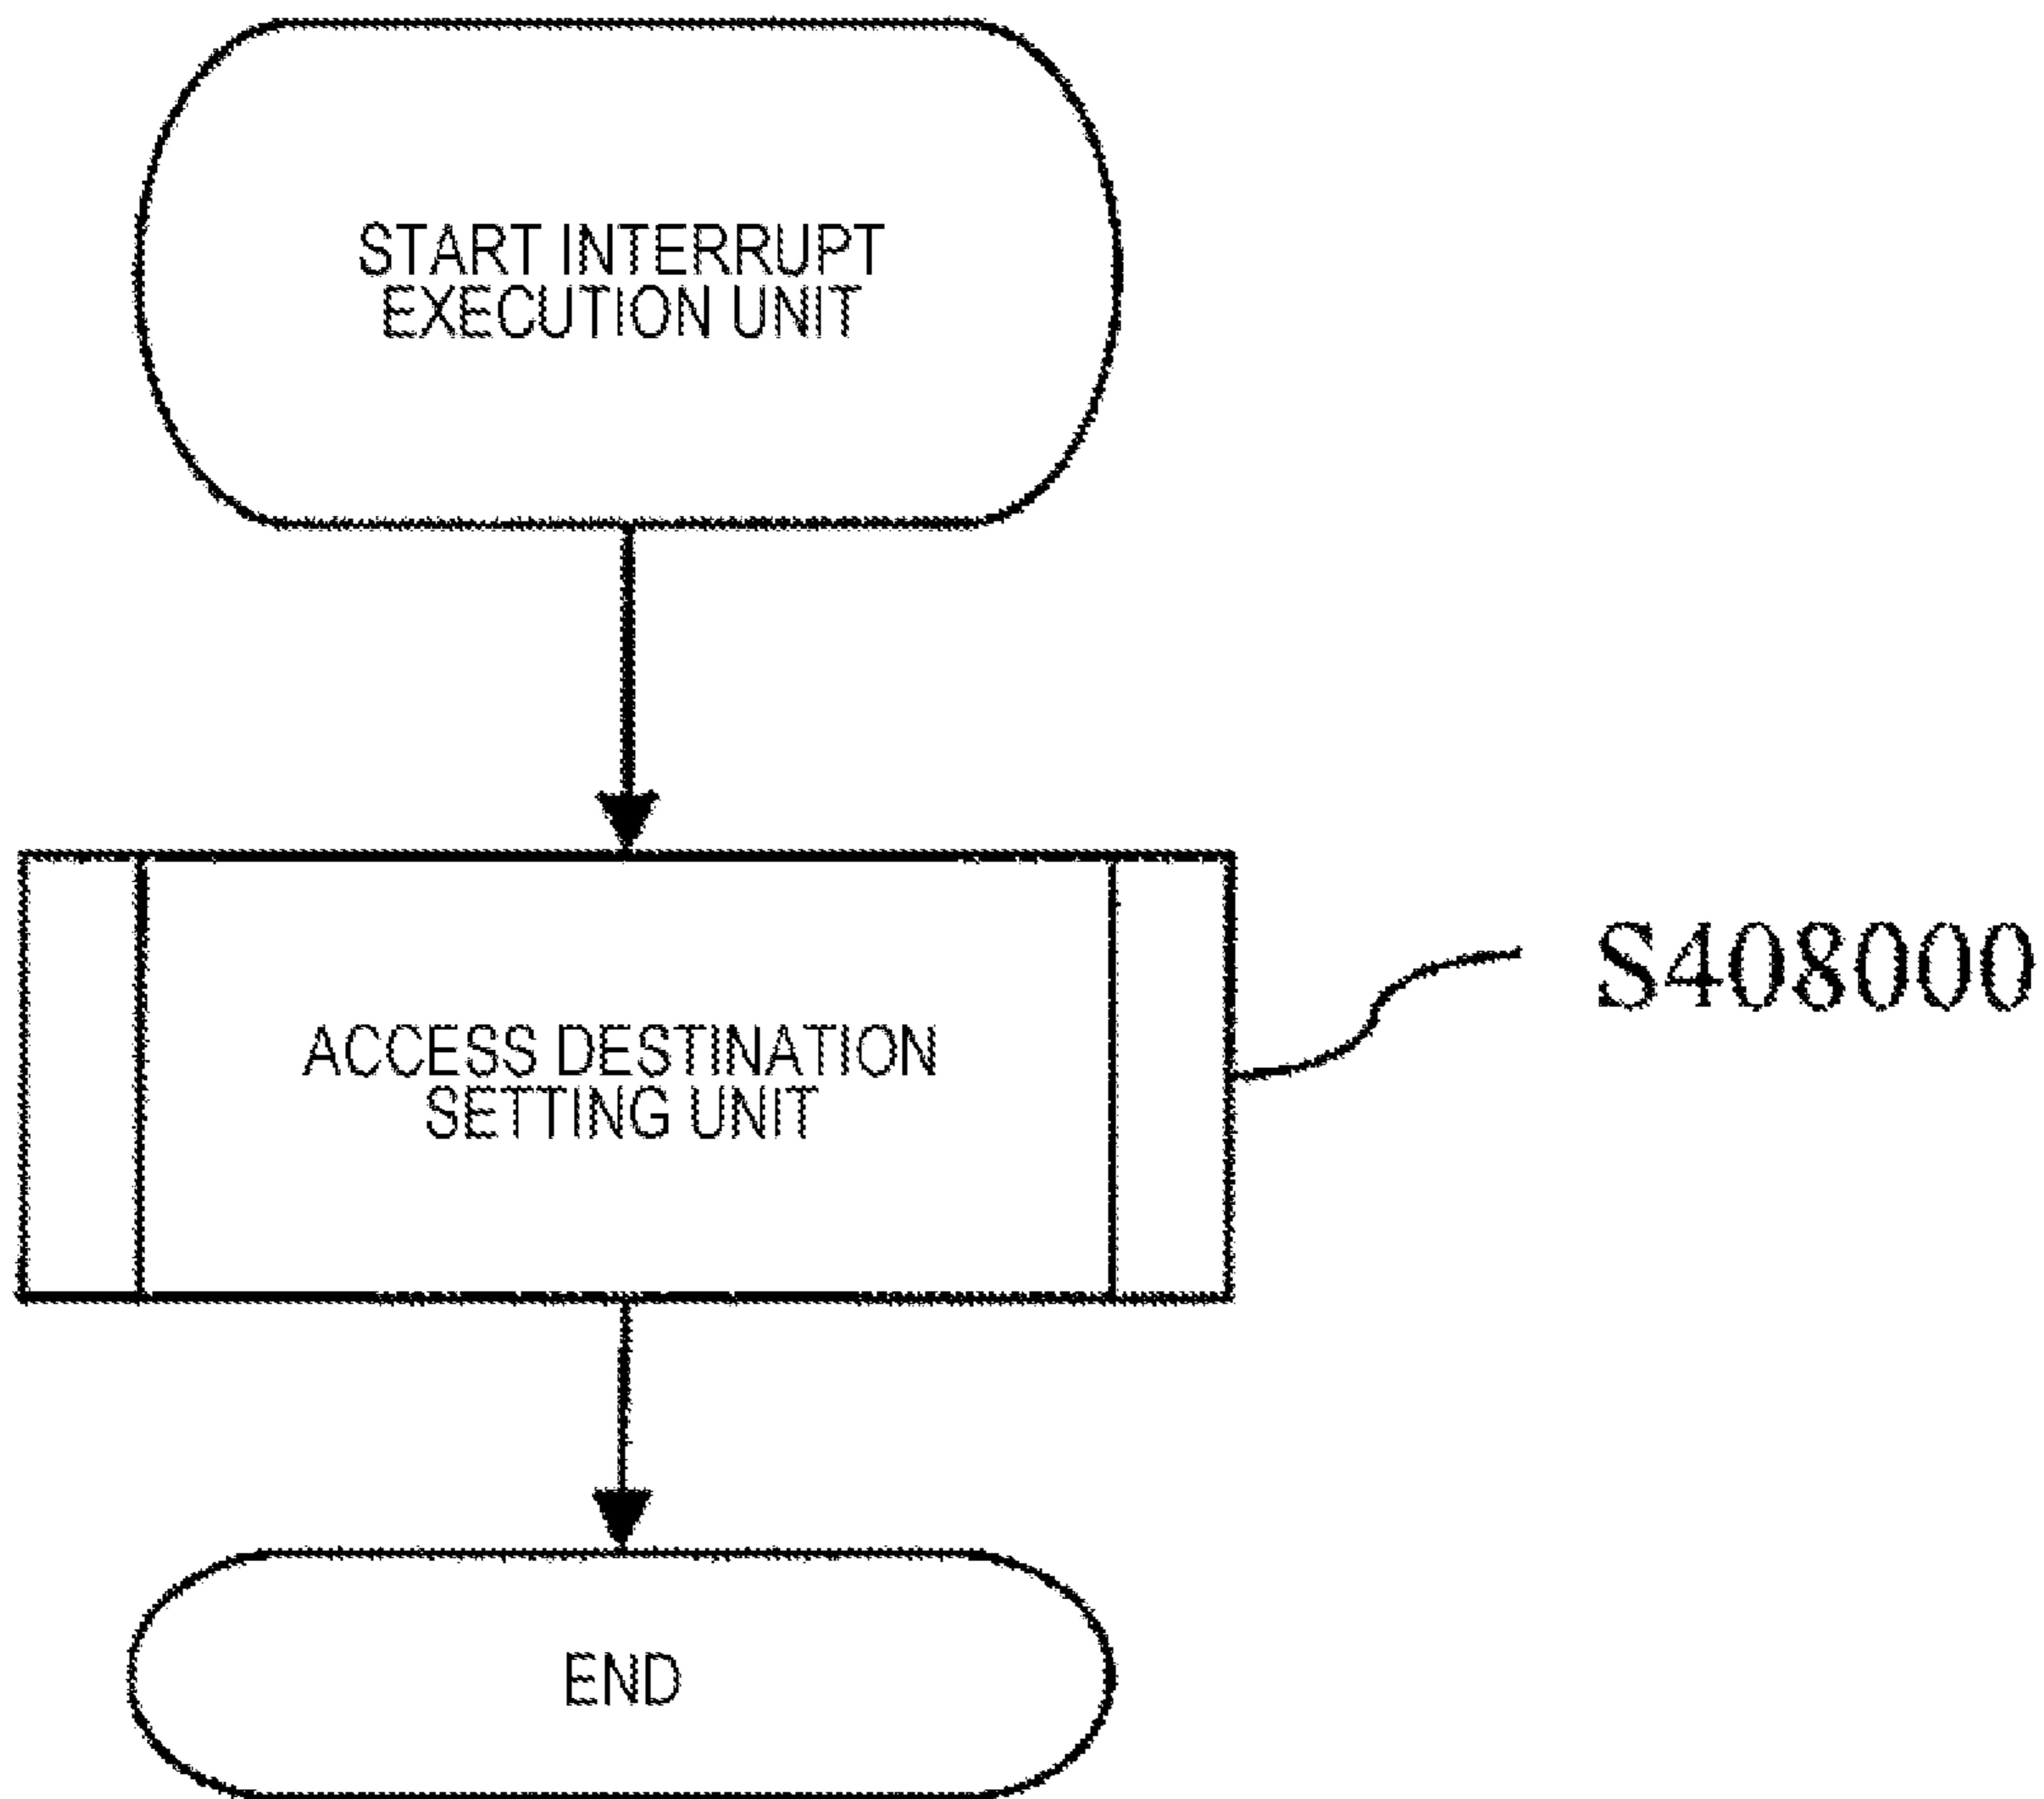 START INTERRUPT
EXECUTION UNIT
ACCESS DESTINATION
SETTING UNIT
S408000
END